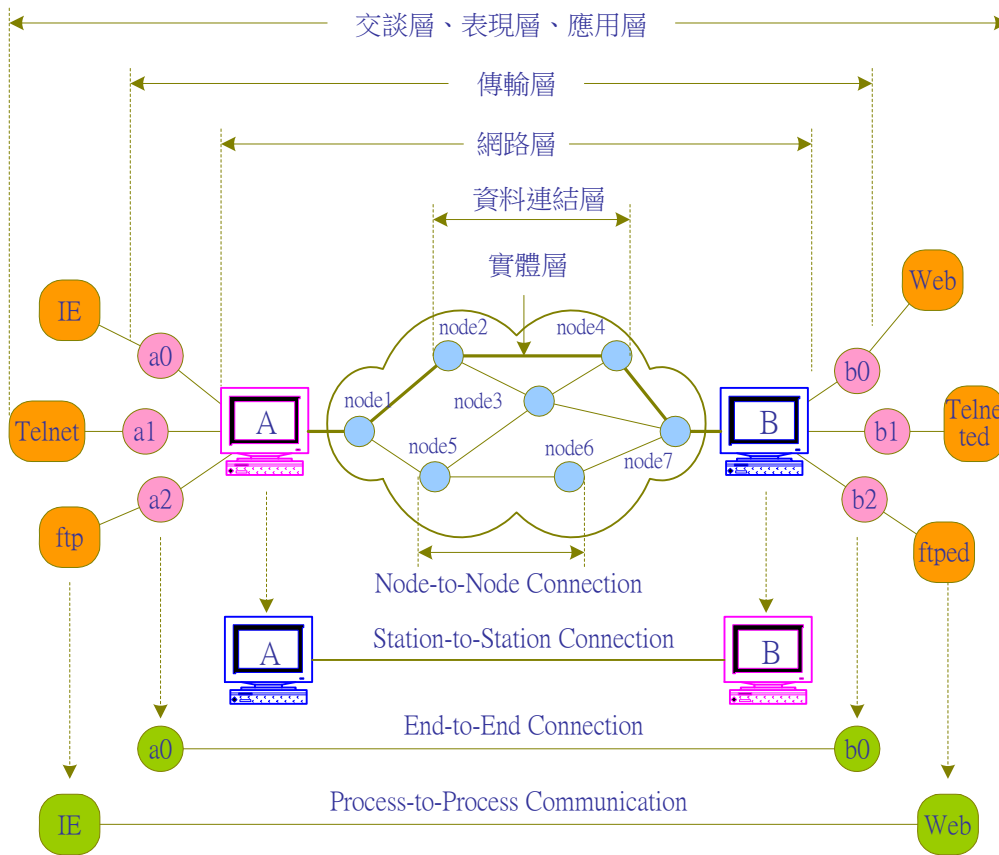 交談層、表現層、應用層
傳輸層
網路層
資料連結層
實體層
IE
Web
node2
node4
a0
b0
node1
node3
A
B
Telnet
a1
b1
Telne
ted
node5
node6
node7
a2
b2
ftp
ftped
Node-to-Node Connection
A
Station-to-Station Connection
B
End-to-End Connection
a0
b0
Process-to-Process Communication
IE
Web